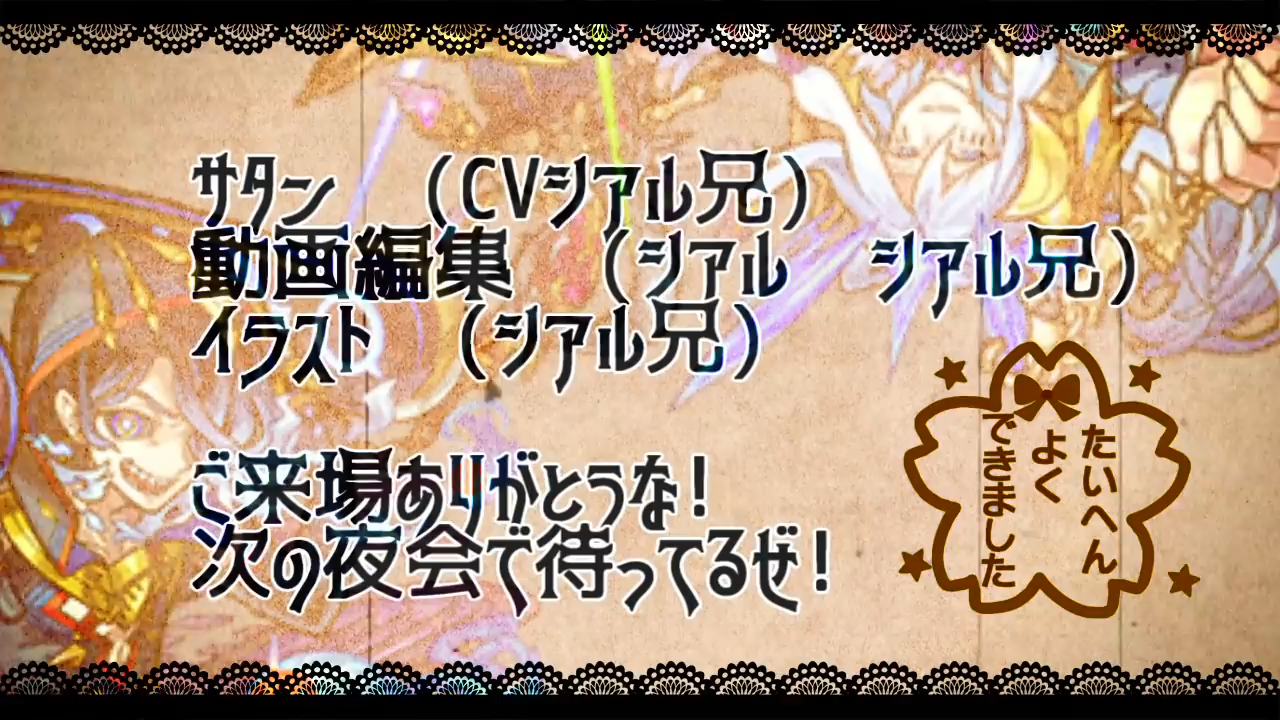 サタン　（CVシアル兄）
動画編集　（シアル　シアル兄）
イラスト　（シアル兄）
ご来場ありがとうな！
次の夜会で待ってるぜ！
たいへん
よく
できました